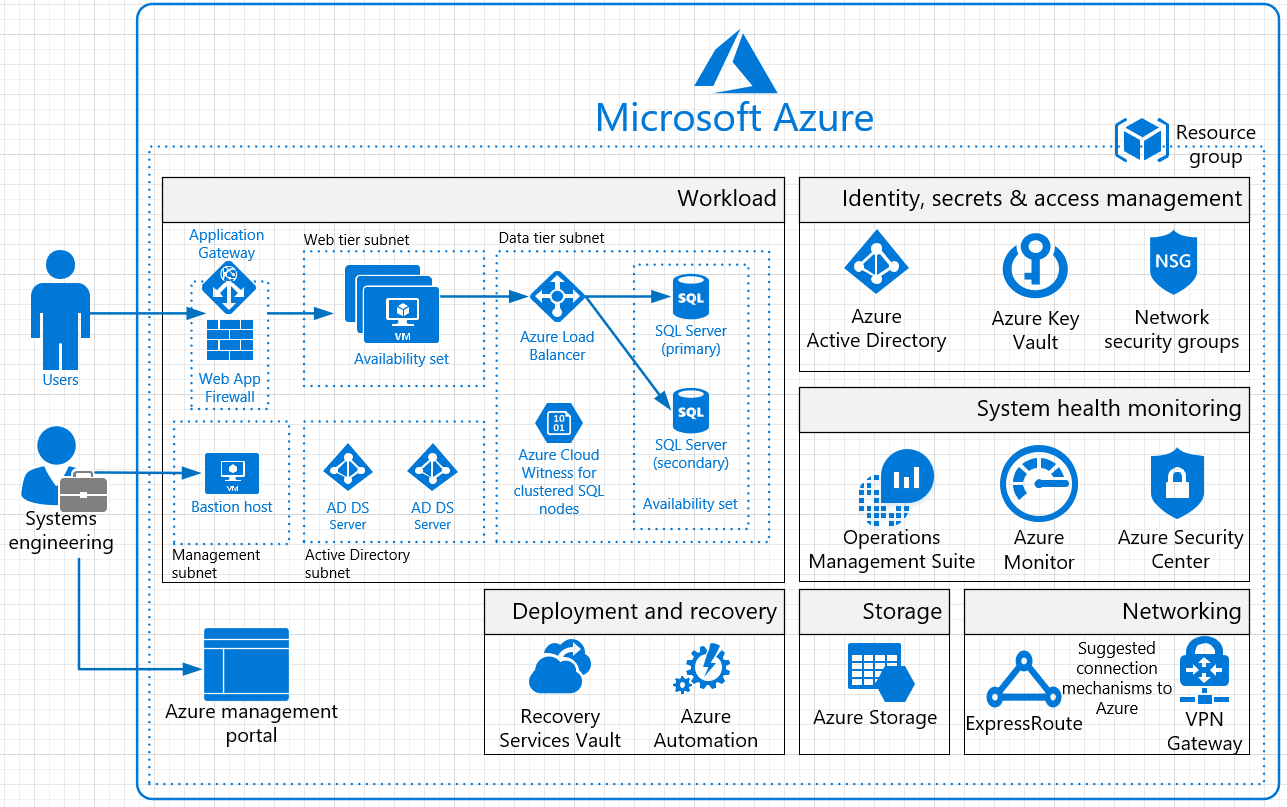 Microsoft Azure
Resource
group
Workload
Application
Gateway
Web App
Firewall
Web tier subnet
VM
Availability set
Data tier subnet
Azure Load
Balancer
SQL
SQL Server
(primary)
SQL
SQL Server
(secondary)
Availability set
10
01
Azure Cloud
Witness for
clustered SQL
nodes
VM
Bastion host
Management
subnet
AD DS
Server
AD DS
Server
Active Directory
subnet
Users
Systems
engineering
Azure management
portal
Identity, secrets & access management
Azure
Active Directory
Azure Key
Vault
NSG
Network
security groups
System health monitoring
Operations
Management Suite
Azure
Monitor
Azure Security
Center
Deployment and recovery
Recovery
Services Vault
Azure
Automation
Storage
Azure Storage
Networking
ExpressRoute
Suggested
connection
mechanisms to
Azure
VPN
Gateway